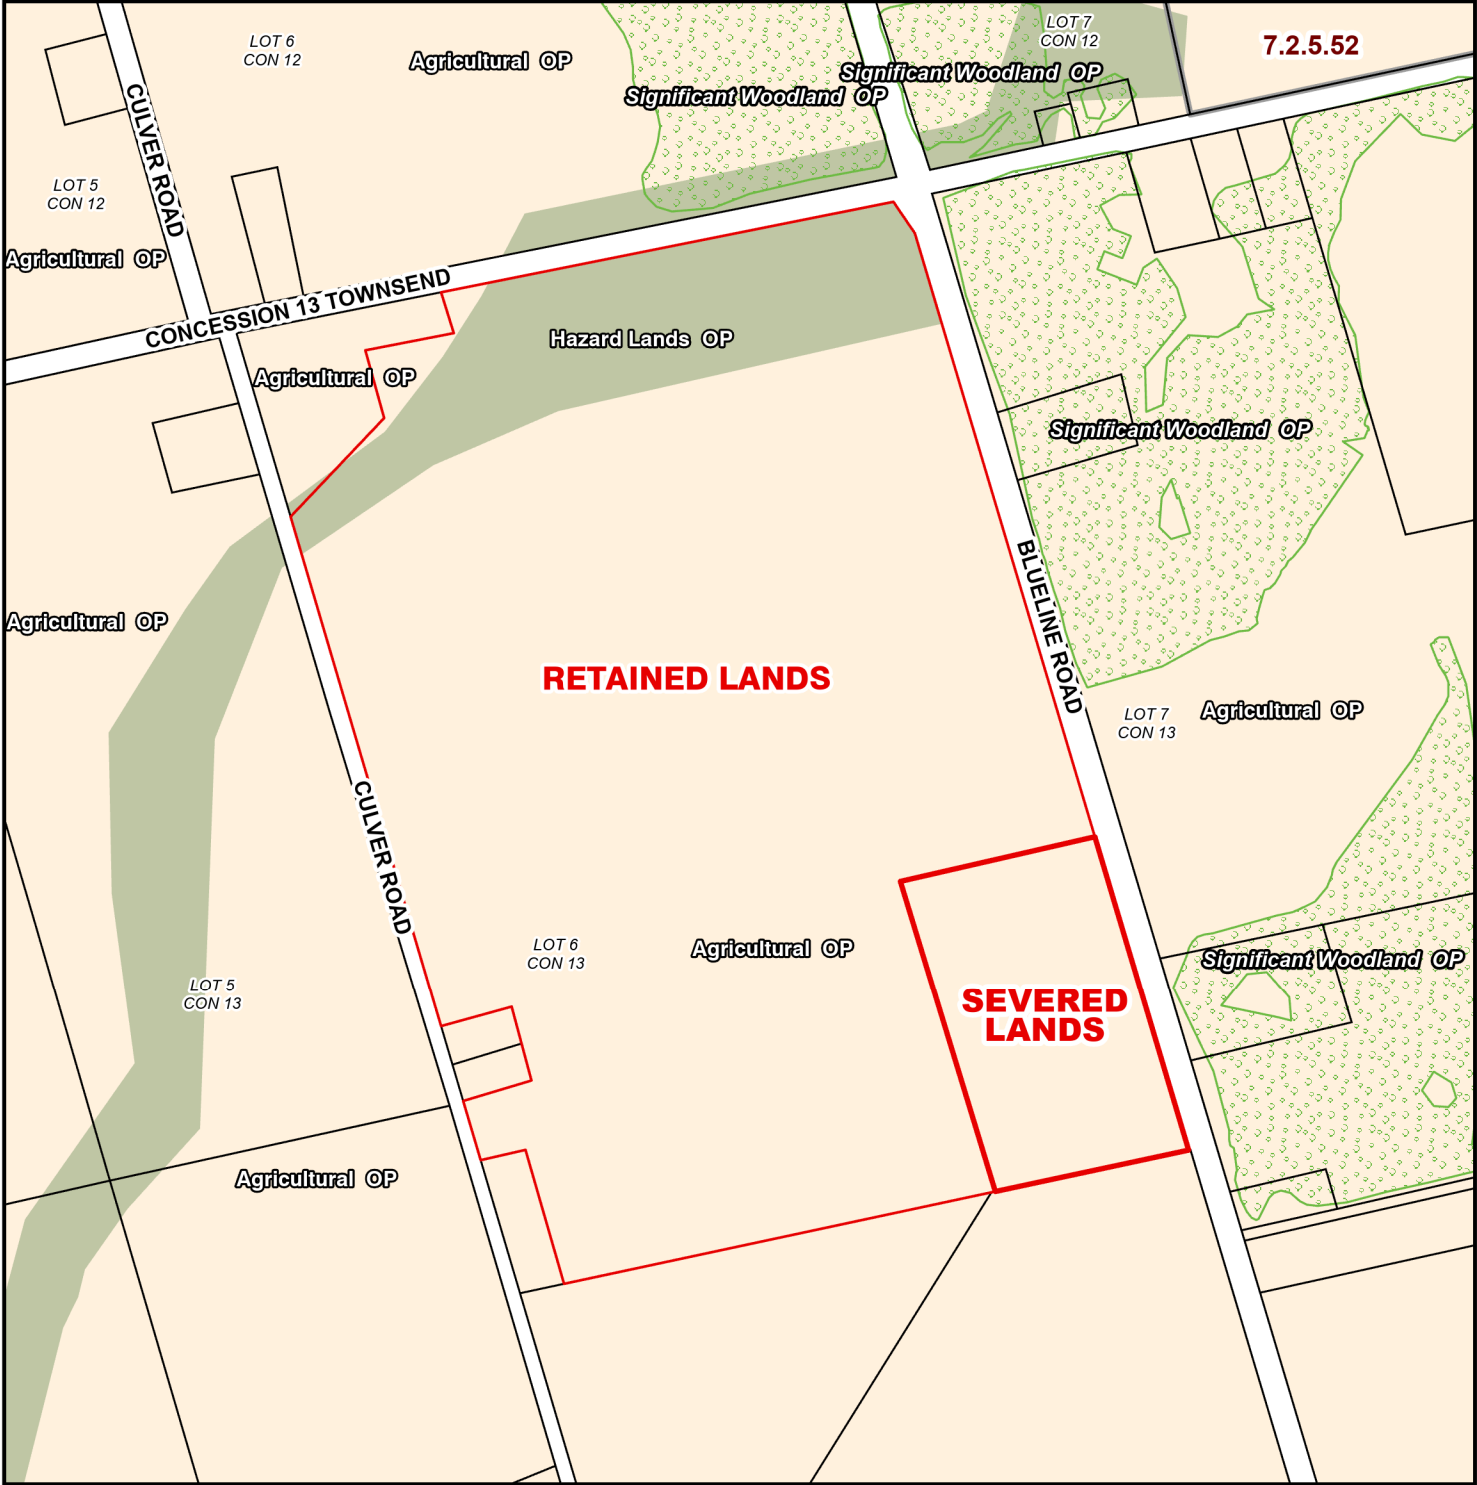 LOT 7
CON 12
7.2.5.52
LOT 6
CON 12
Agricultural OP
Significant Woodland OP
Significant Woodland OP
CULVER ROAD
LOT 5
CON 12
Agricultural OP
CONCESSION 13 TOWNSEND
Hazard Lands OP
Agricultural OP
Significant Woodland OP
BLUELINE ROAD
Agricultural OP
RETAINED LANDS
LOT 7
CON 13
Agricultural OP
CULVER ROAD
LOT 6
CON 13
Agricultural OP
Significant Woodland OP
LOT 5
CON 13
SEVERED
LANDS
Agricultural OP